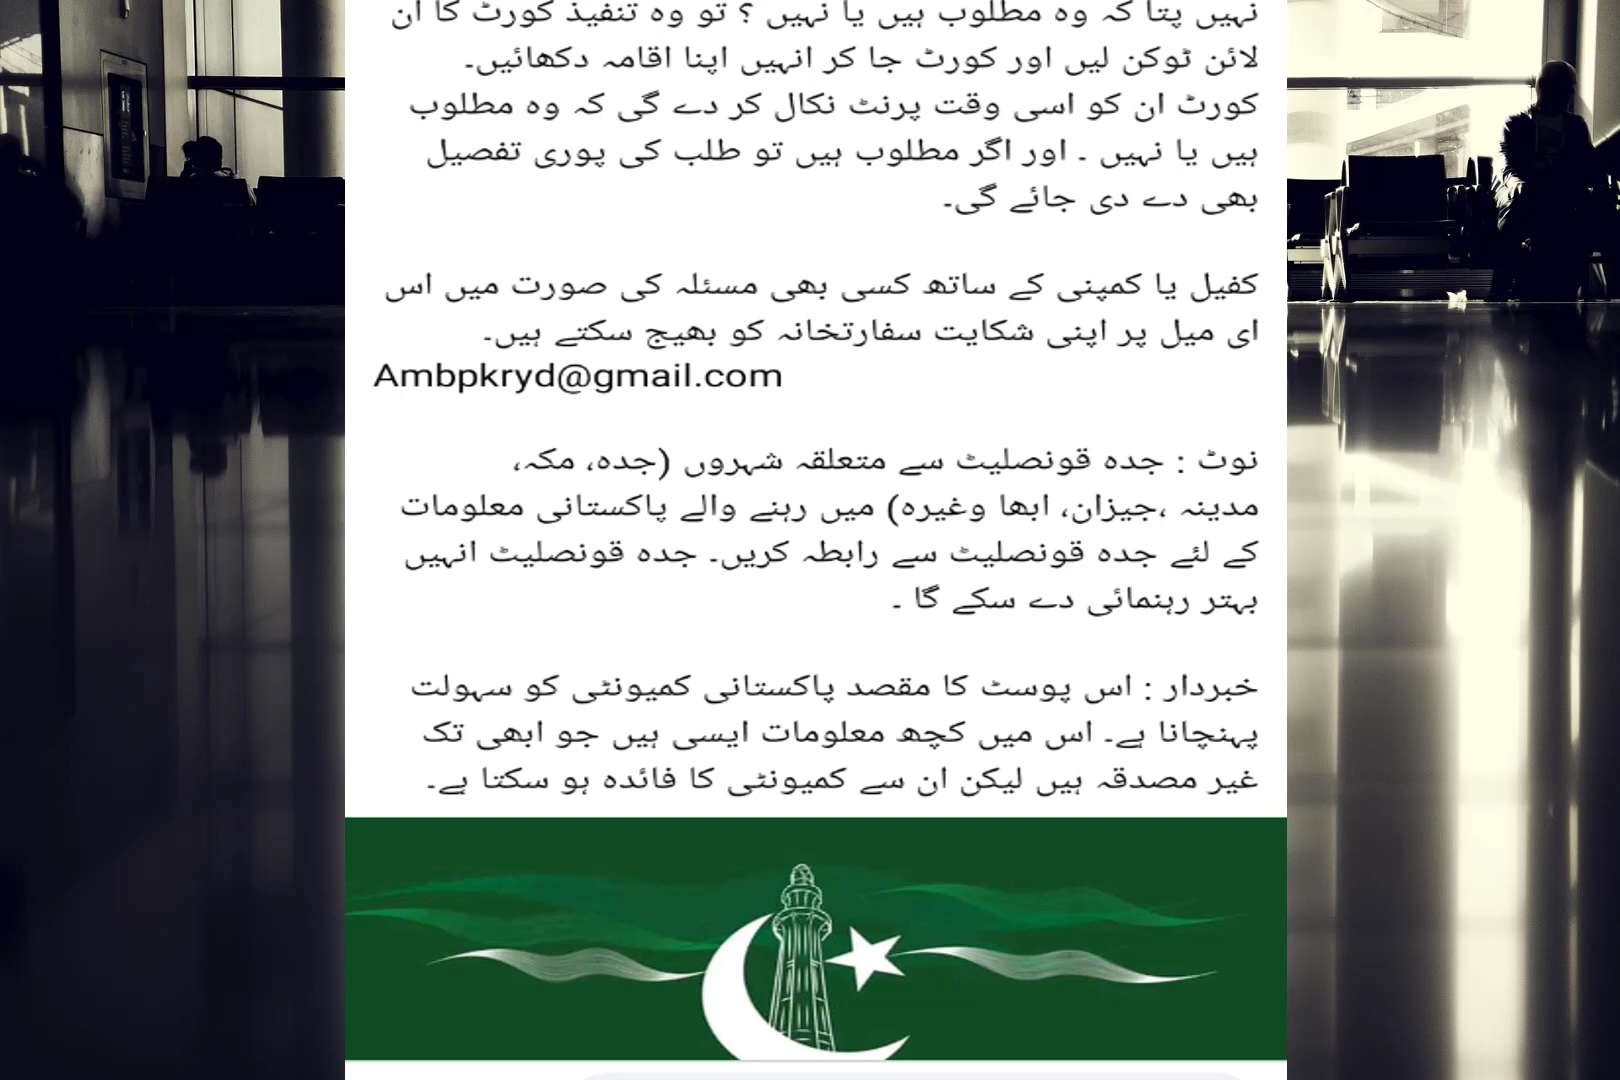 نہیں پتا کہ وہ مطلوب ہیں یا نہیں ؟ تو وہ تنفیذ کورٹ کا ان
لائن ٹوکن لیں اور کورٹ جا کر انہیں اپنا اقامہ دکھائیں۔
کورٹ ان کو اسی وقت پرنٹ نکال کر دے گی کہ وہ مطلوب
ہیں یا نہیں ۔ اور اگر مطلوب ہیں تو طلب کی پوری تفصیل
بھی دے دی جائے گی۔
کفیل یا کمپنی کے ساتھ کسی بھی مسئلہ کی صورت میں اس
ای میل پر اپنی شکایت سفارتخانہ کو بھیج سکتے ہیں۔
Ambpkryd@gmail.com
نوٹ : جدہ قونصلیٹ سے متعلقہ شہروں (جدہ، مکہ،
مدینہ ،جیزان، ابھا وغیرہ) میں رہنے والے پاکستانی معلومات
کے لئے جدہ قونصلیٹ سے رابطہ کریں۔ جدہ قونصلیٹ انہیں
بہتر رہنمائی دے سکے گا ۔
خبردار : اس پوسٹ کا مقصد پاکستانی کمیونٹی کو سہولت
پہنچانا ہے۔ اس میں کچھ معلومات ایسی ہیں جو ابھی تک
غیر مصدقہ ہیں لیکن ان سے کمیونٹی کا فائدہ ہو سکتا ہے۔